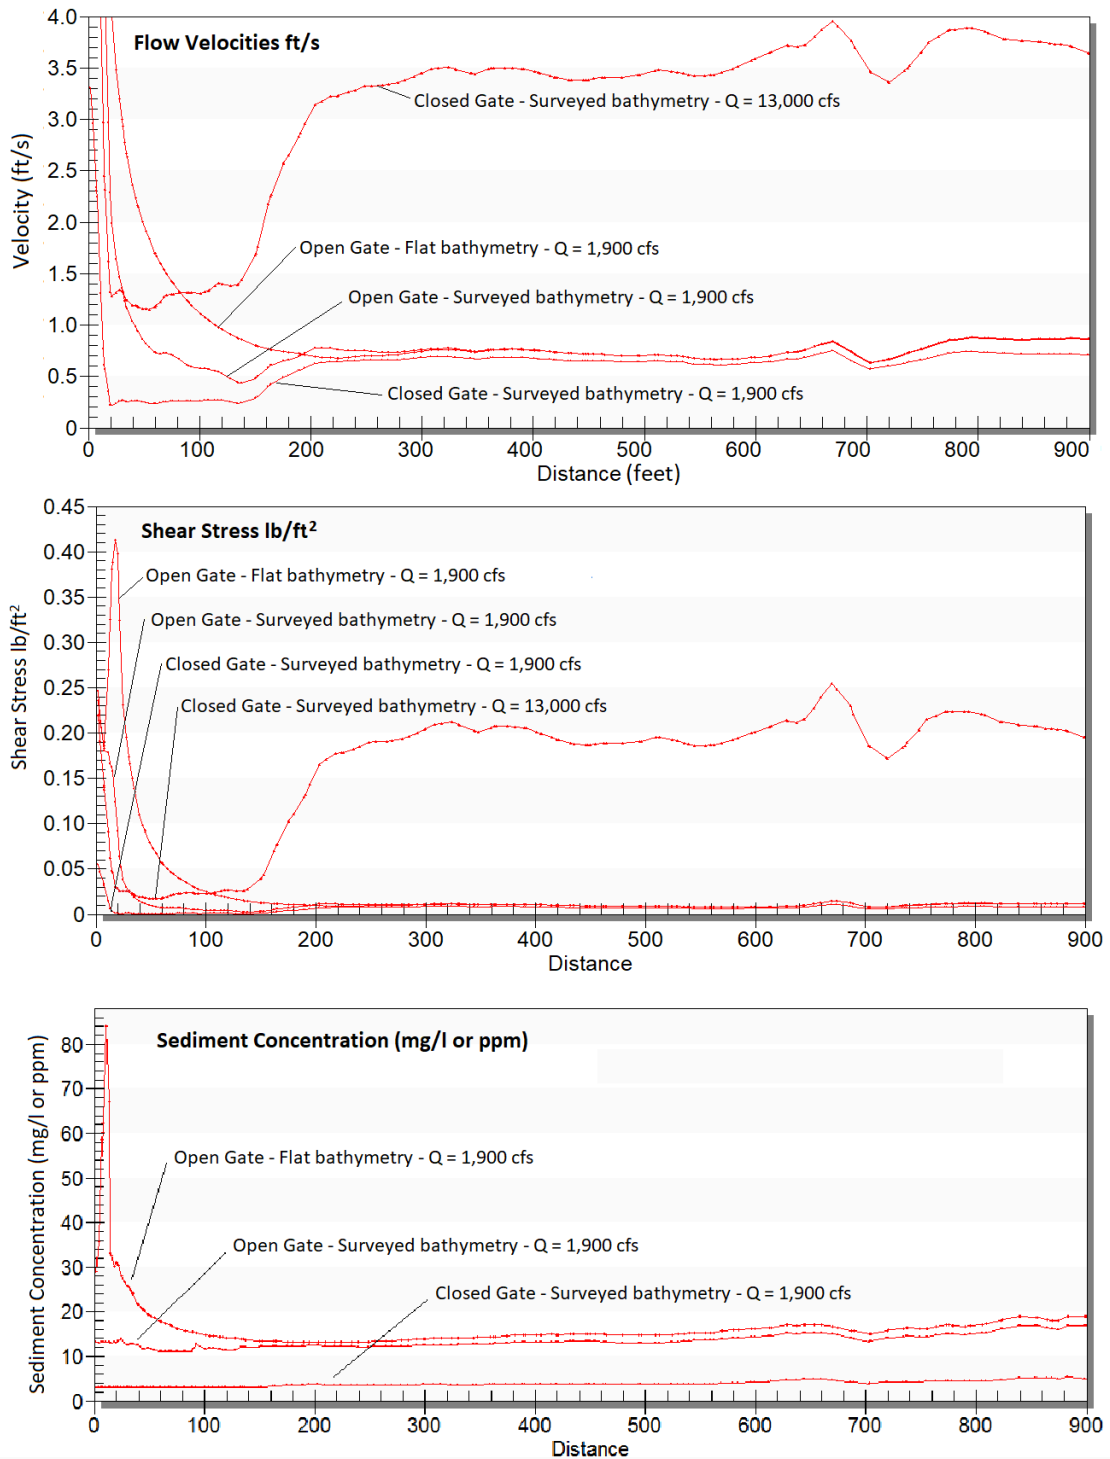 Flow Velocities ft/s
4.0
3.5
3.0
2.5
2.0
1.5
1.0
0.5
0
Velocity (ft/s)
Closed Gate - Surveyed bathymetry - Q = 13,000 cfs
Open Gate - Flat bathymetry - Q = 1,900 cfs
Open Gate - Surveyed bathymetry - Q = 1,900 cfs
Closed Gate - Surveyed bathymetry - Q = 1,900 cfs
0 100 200 300 400 500 600 700 800 900
Distance (feet)
Shear Stress lb/ft²
0.45
0.40
0.35
0.30
0.25
0.20
0.15
0.10
0.05
0
Shear Stress lb/ft²
Open Gate - Flat bathymetry - Q = 1,900 cfs
Open Gate - Surveyed bathymetry - Q = 1,900 cfs
Closed Gate - Surveyed bathymetry - Q = 1,900 cfs
Closed Gate - Surveyed bathymetry - Q = 13,000 cfs
0 100 200 300 400 500 600 700 800 900
Distance
Sediment Concentration (mg/l or ppm)
80
70
60
50
40
30
20
10
0
Sediment Concentration (mg/l or ppm)
Open Gate - Flat bathymetry - Q = 1,900 cfs
Open Gate - Surveyed bathymetry - Q = 1,900 cfs
Closed Gate - Surveyed bathymetry - Q = 1,900 cfs
0 100 200 300 400 500 600 700 800 900
Distance